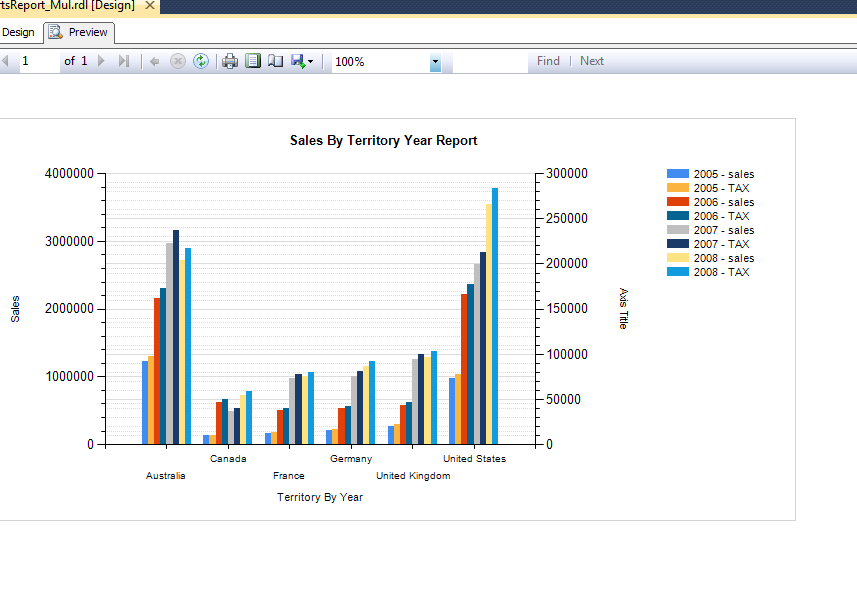 rtsReport_Mul.rdl [Design]
Design Preview
1 of 1 100% Find | Next
Sales By Territory Year Report
4000000
3000000
2000000
1000000
0
Sales
300000
250000
200000
150000
100000
50000
0
Axis Title
2005 - sales
2005 - TAX
2006 - sales
2006 - TAX
2007 - sales
2007 - TAX
2008 - sales
2008 - TAX
Canada Germany United States
Australia France United Kingdom
Territory By Year